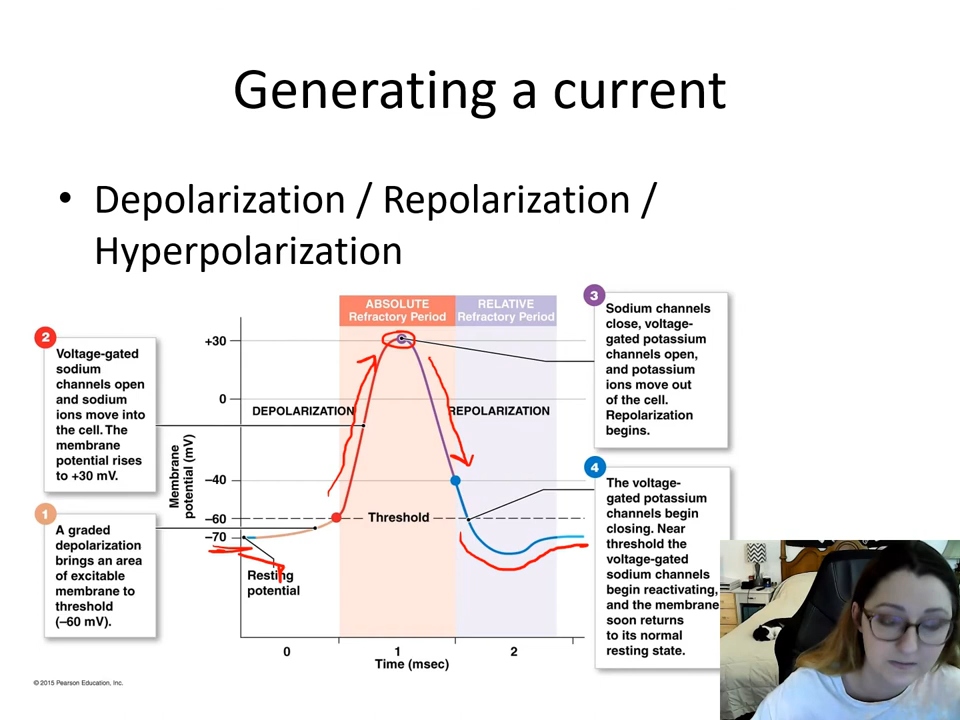 Generating a current
• Depolarization / Repolarization /
Hyperpolarization
ABSOLUTE
Refractory Period
RELATIVE
Refractory Period
2
Voltage-gated
sodium
channels open
and sodium
ions move into
the cell. The
membrane
potential rises
to +30 mV.
1
A graded
depolarization
brings an area
of excitable
membrane to
threshold
(–60 mV).
Membrane
potential (mV)
+30
0
–40
–60
–70
DEPOLARIZATION
REPOLARIZATION
Threshold
Resting
potential
0
1
2
Time (msec)
3
Sodium channels
close, voltage-
gated potassium
channels open,
and potassium
ions move out
of the cell.
Repolarization
begins.
4
The voltage-
gated potassium
channels begin
closing. Near
threshold the
voltage-gated
sodium channels
begin reactivating,
and the membrane
soon returns
to its normal
resting state.
© 2015 Pearson Education, Inc.